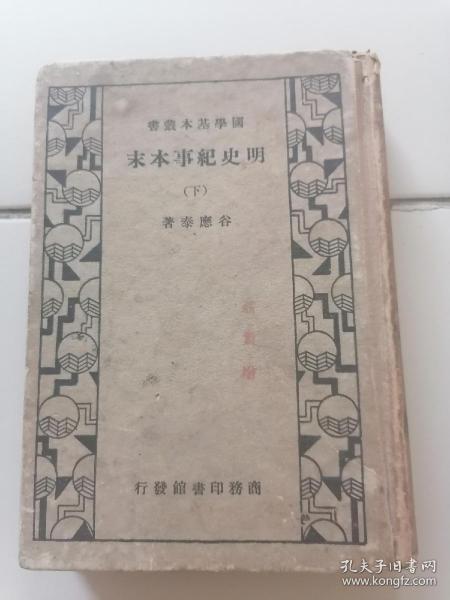 國學基本叢書
明史紀事本末
（下）
谷應泰著
商務印書館發行
孔夫子旧书网
www.kongfz.com